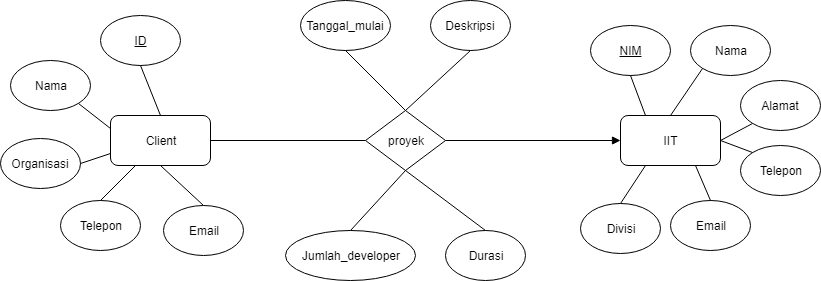 Tanggal_mulai
Deskripsi
ID
NIM
Nama
Nama
Alamat
Client
proyek
IIT
Organisasi
Telepon
Telepon
Email
Divisi
Email
Jumlah_developer
Durasi